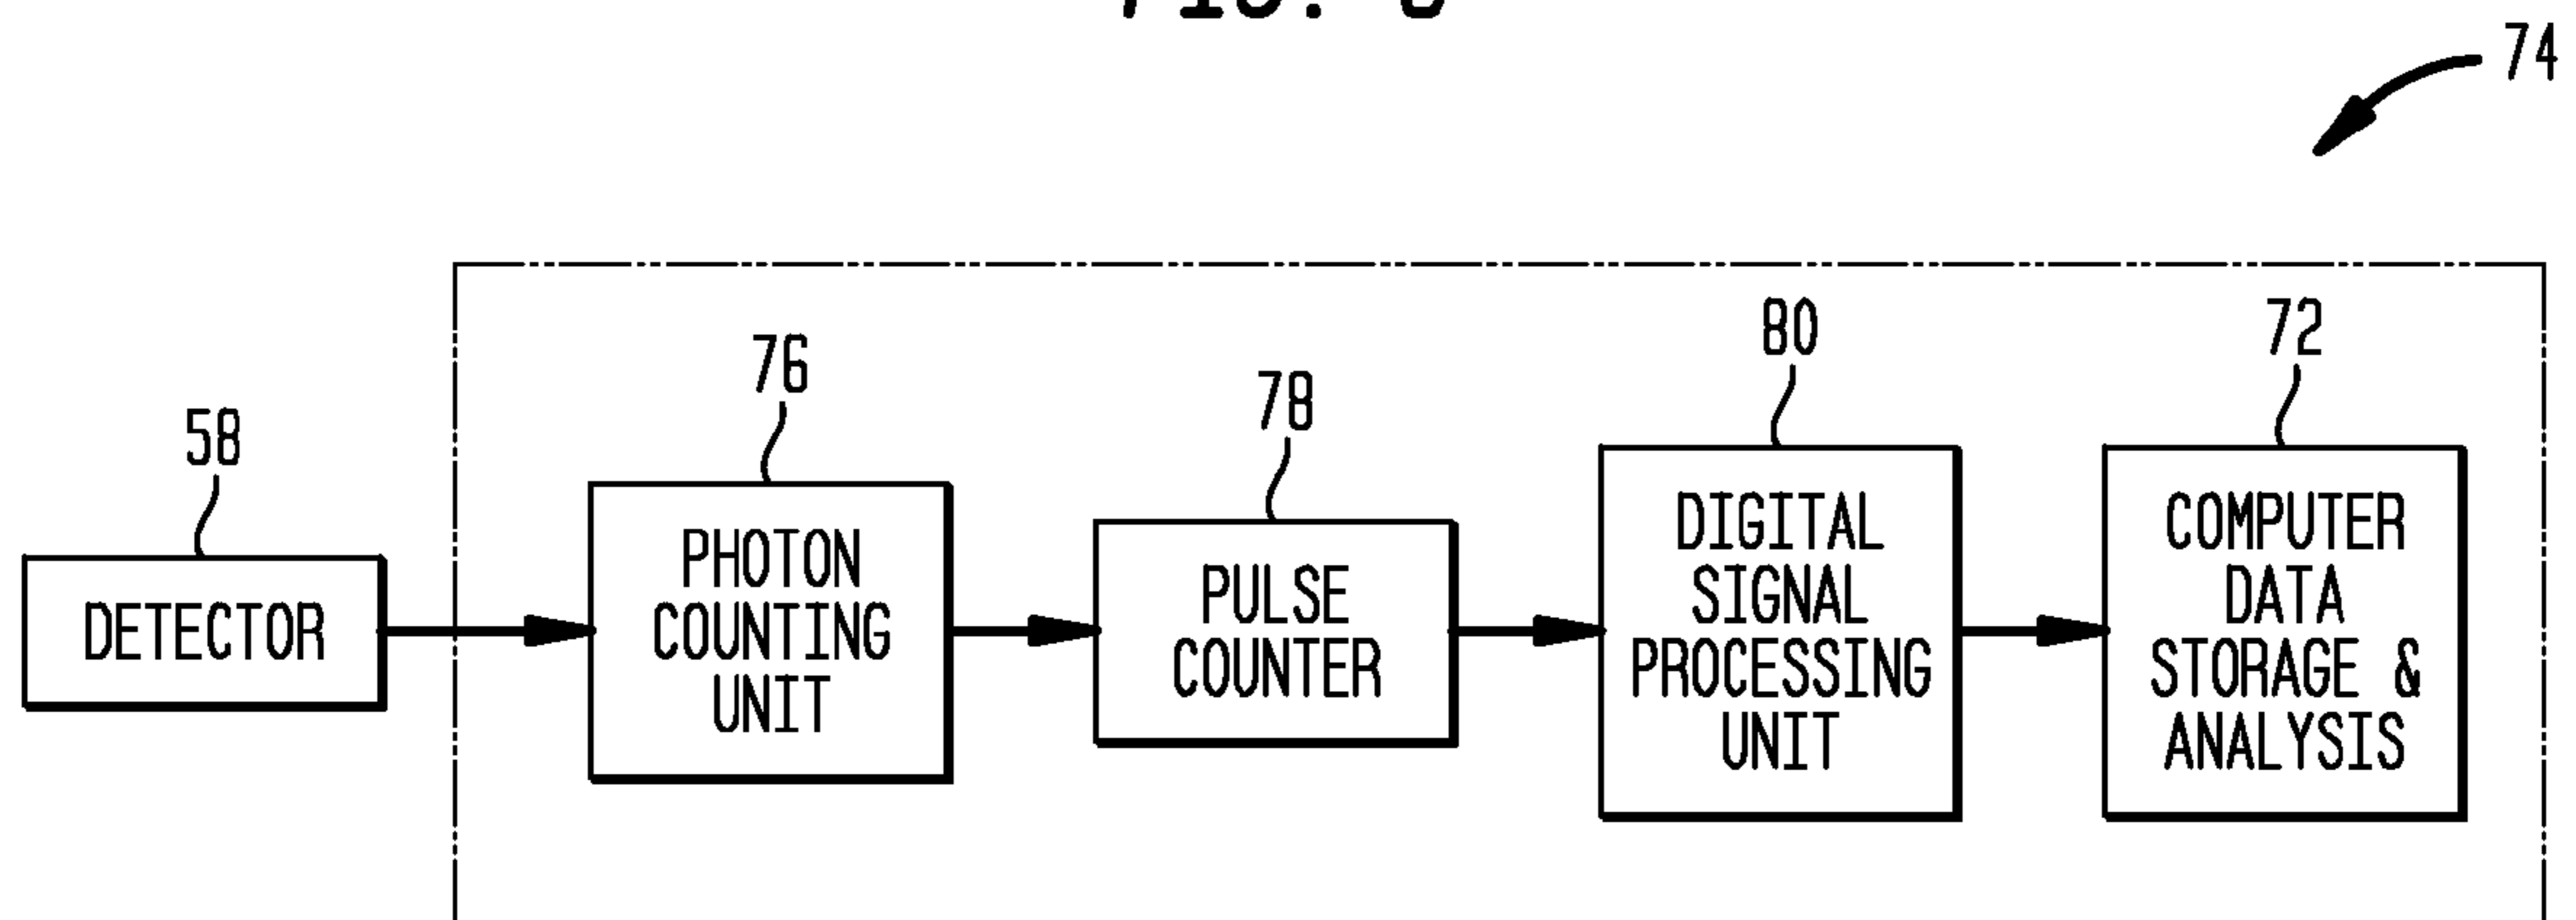 74
58
76
78
80
72
DETECTOR
PHOTON
COUNTING
UNIT
PULSE
COUNTER
DIGITAL
SIGNAL
PROCESSING
UNIT
COMPUTER
DATA
STORAGE &
ANALYSIS